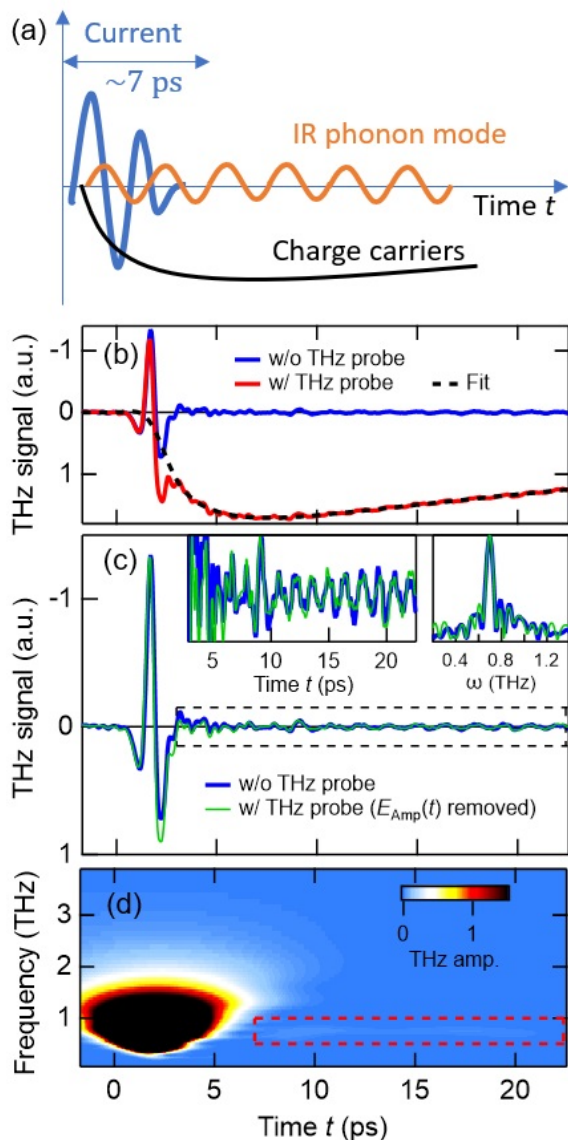 (a)
Current
~7 ps
IR phonon mode
Time t
Charge carriers
(b)
w/o THz probe
w/ THz probe
Fit
-1
0
1
THz signal (a.u.)
(c)
5 10 15 20
Time t (ps)
0.4 0.8 1.2
ω (THz)
-1
0
1
THz signal (a.u.)
w/o THz probe
w/ THz probe (EAmp(t) removed)
(d)
0 1
THz amp.
3
2
1
Frequency (THz)
0 5 10 15 20
Time t (ps)